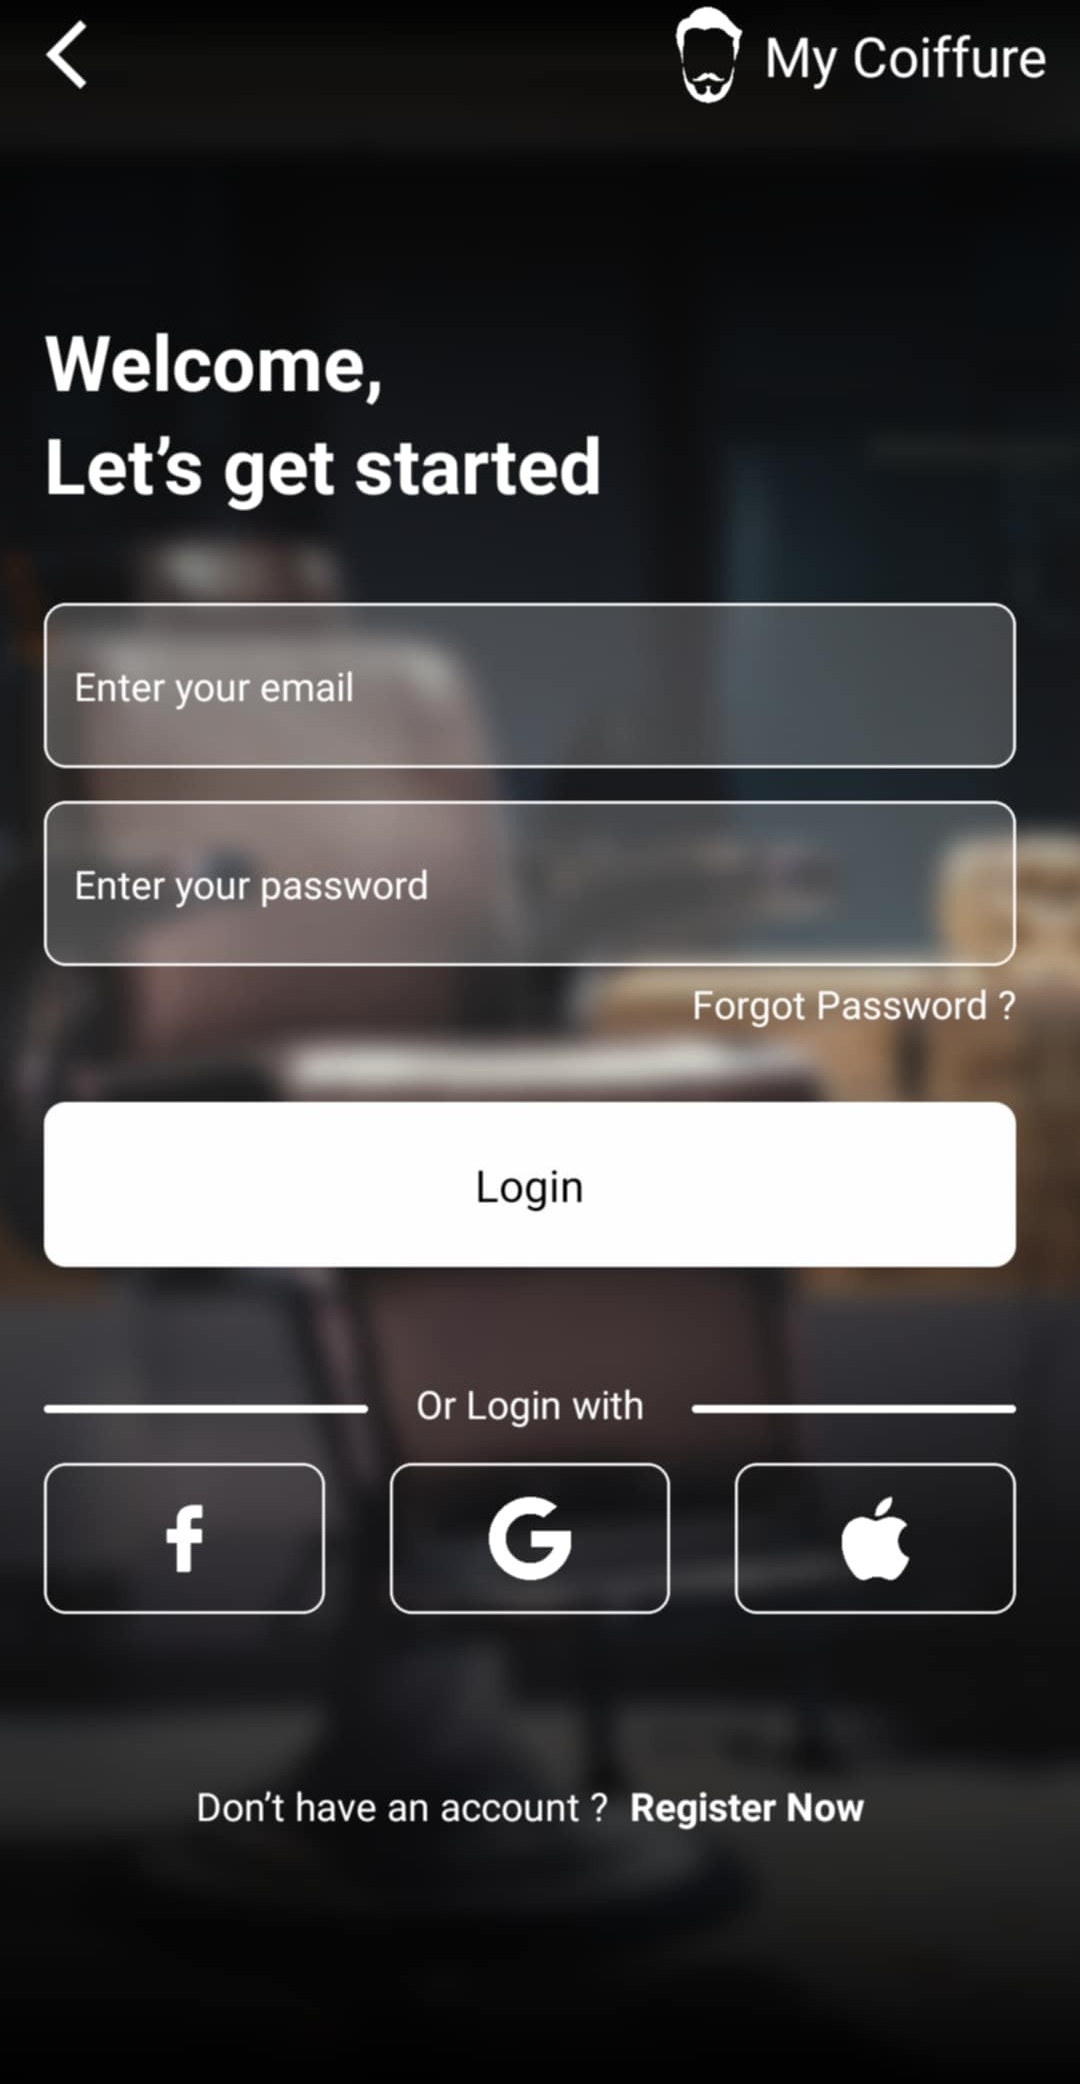 My Coiffure
Welcome,
Let’s get started
Enter your email
Enter your password
Forgot Password ?
Login
Or Login with
Don’t have an account ? Register Now